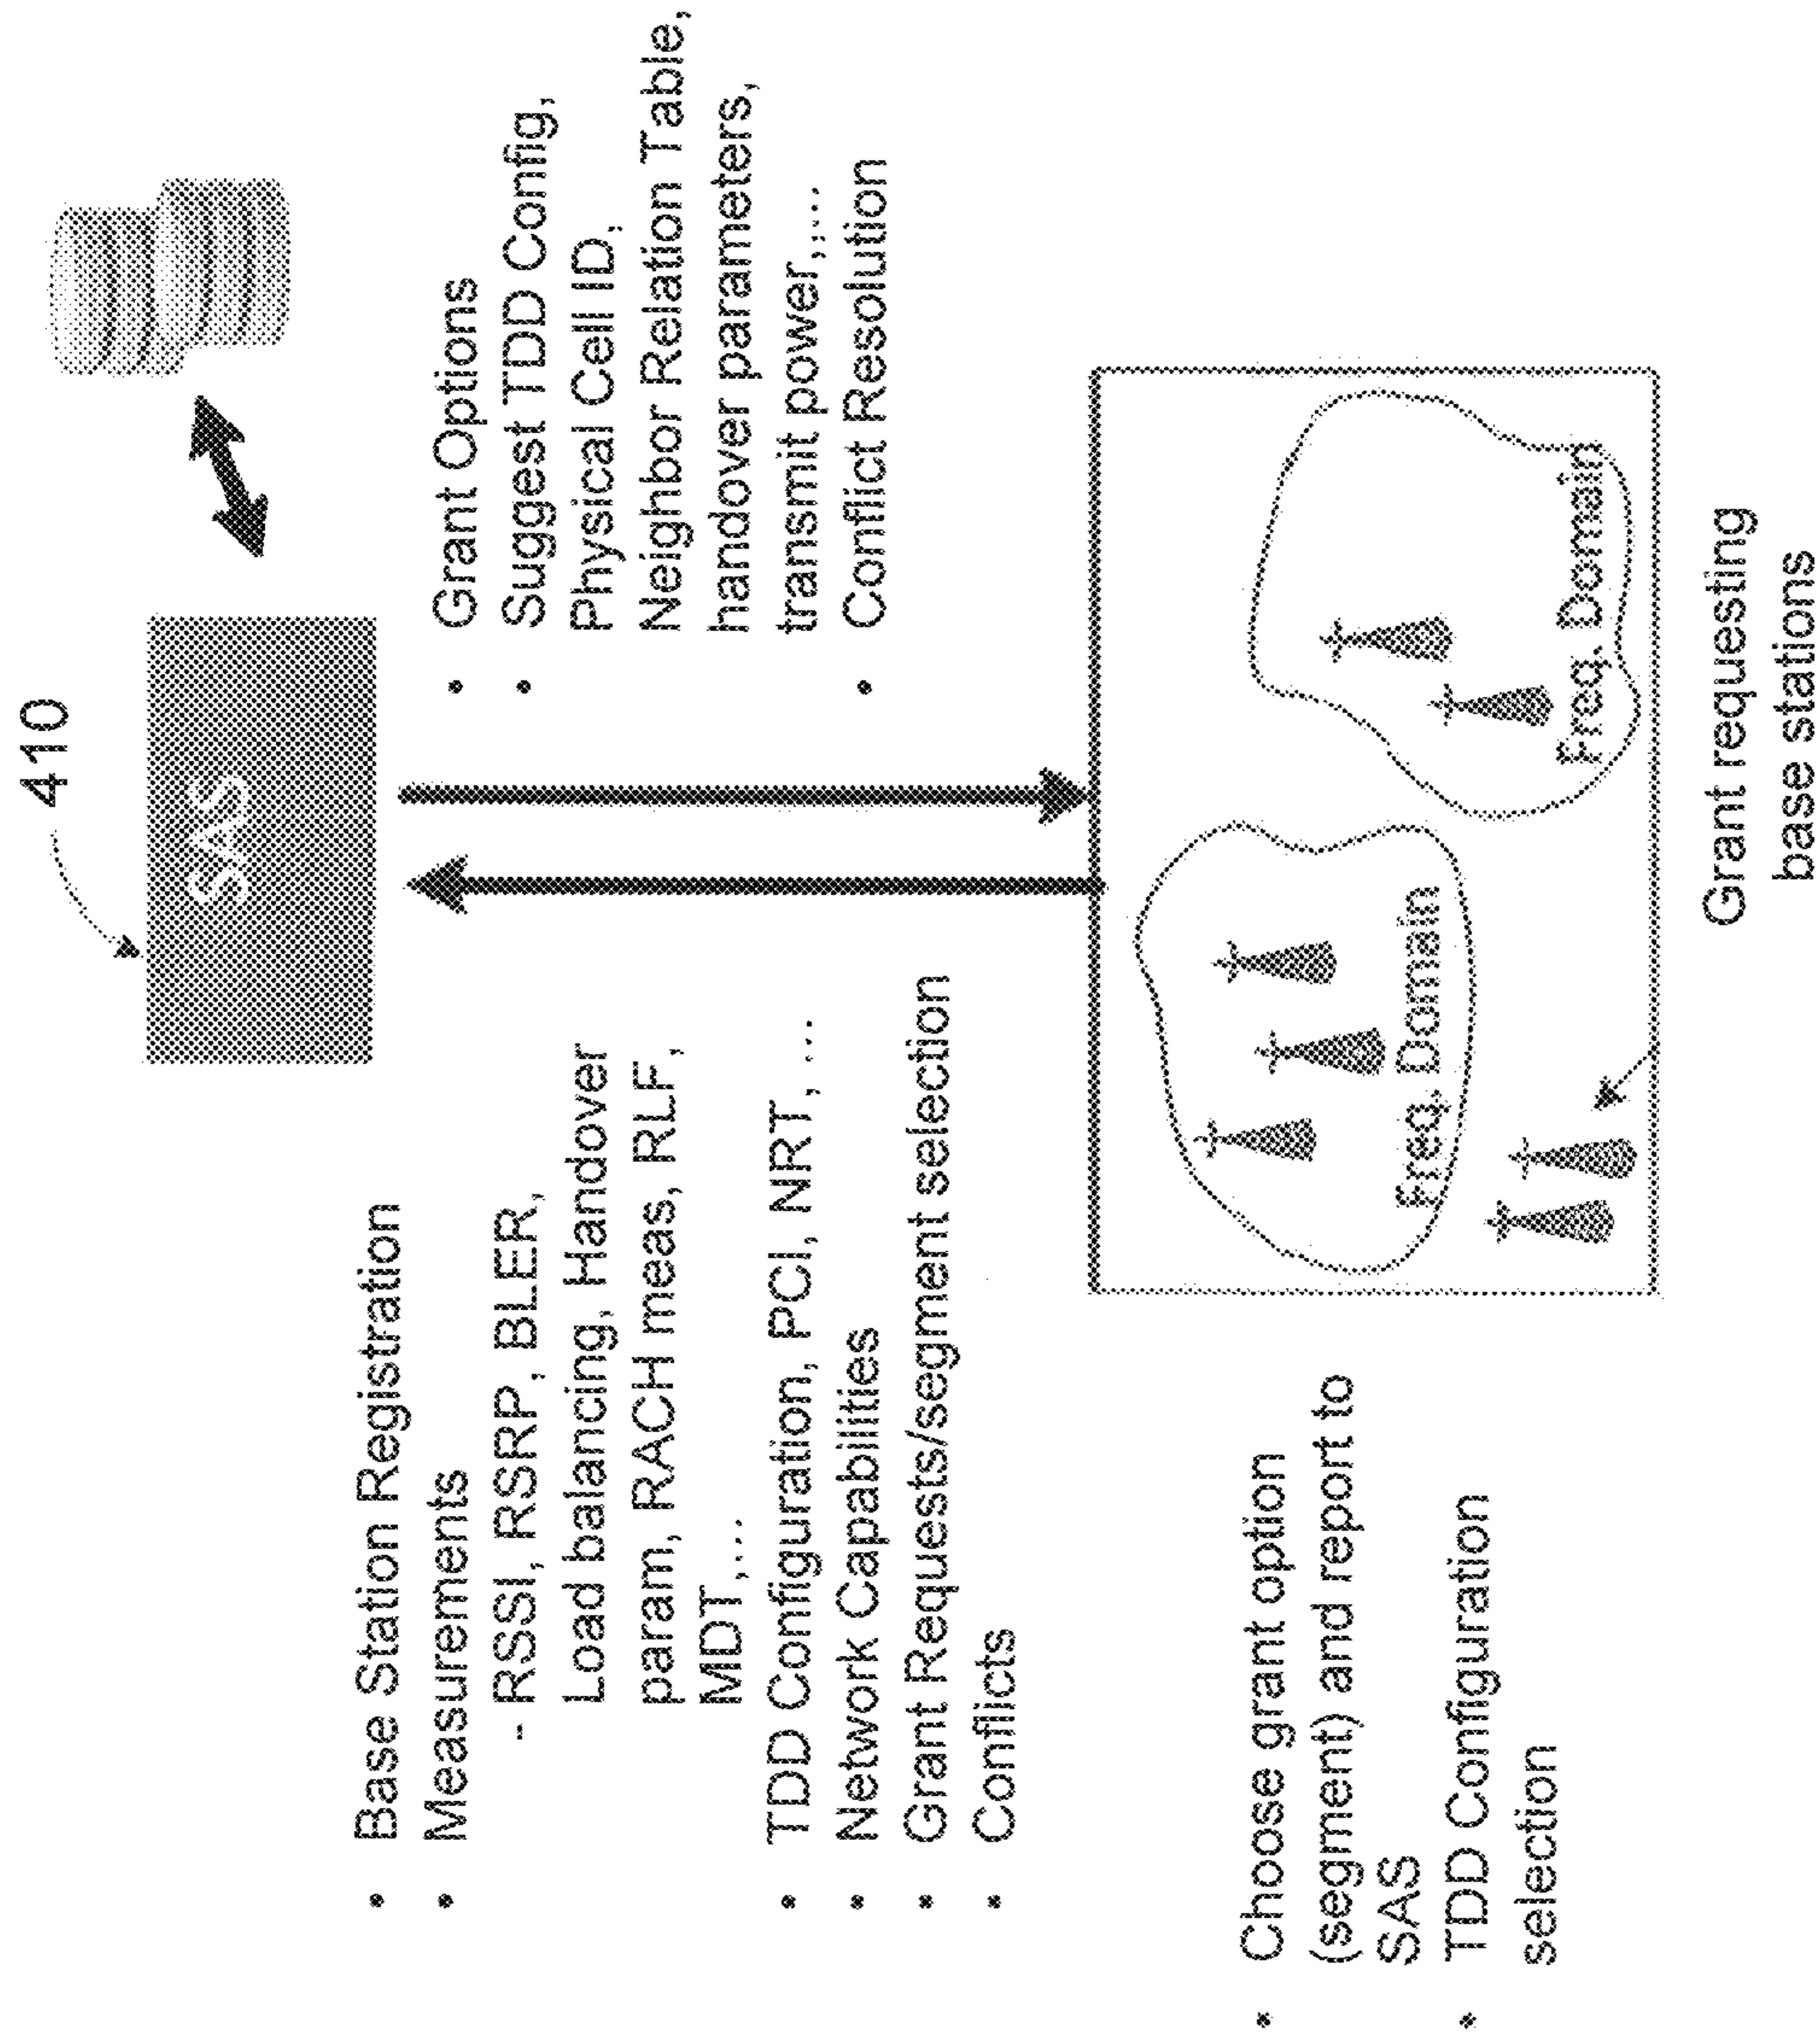 410
SAS
• Base Station Registration
• Measurements
- RSSI, RSRP, BLER,
Load balancing, Handover
param, RACH meas, RLF,
MDT,...
• TDD Configuration, PCI, NRT, ...
• Network Capabilities
• Grant Requests/segment selection
• Conflicts
• Grant Options
• Suggest TDD Config,
Physical Cell ID,
Neighbor Relation Table,
handover parameters,
transmit power,...
• Conflict Resolution
• Choose grant option
(segment) and report to
SAS
• TDD Configuration
selection
Freq. Domain
Freq. Domain
Grant requesting
base stations